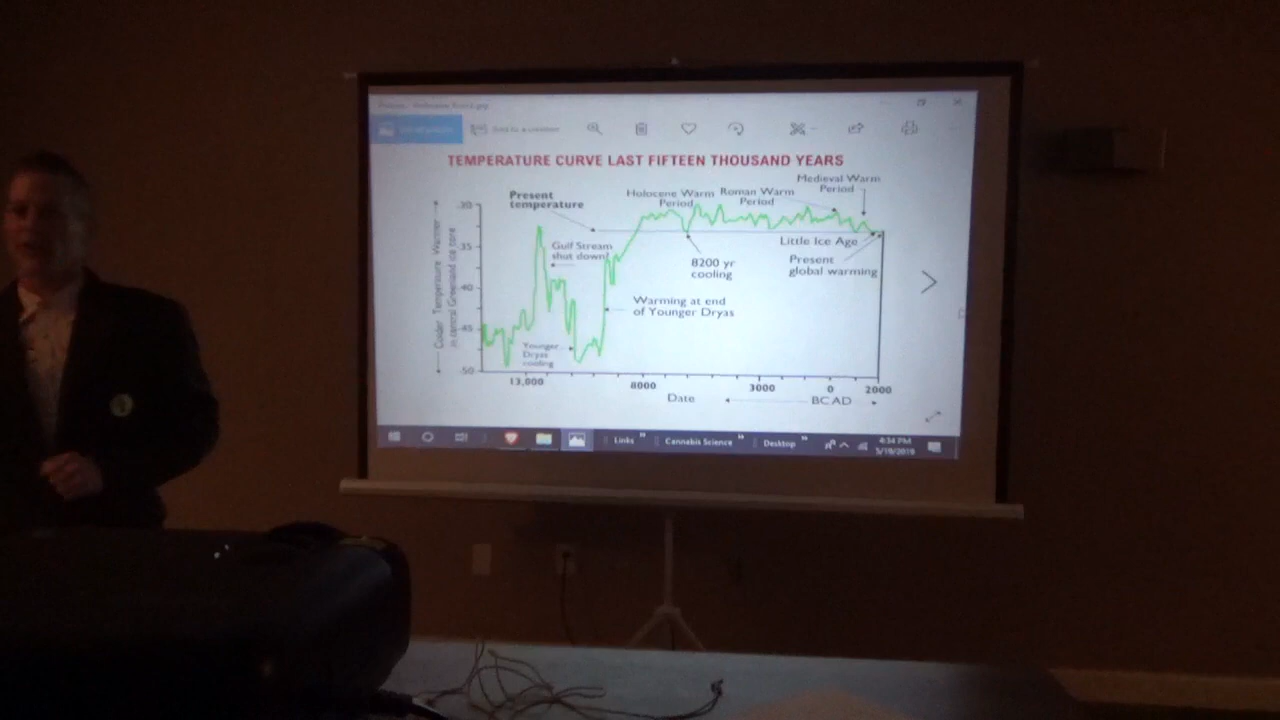 TEMPERATURE CURVE LAST FIFTEEN THOUSAND YEARS
Medieval Warm
Period
Present
temperature
Holocene Warm
Period
Roman Warm
Period
Gulf Stream
shut down
8200 yr
cooling
Little Ice Age
Present
global warming
Warming at end
of Younger Dryas
Younger
Dryas
cooling
Colder Temperature Warmer
in central Greenland ice core
-30
-35
-40
-45
-50
13,000
8000
3000
0
2000
Date
BC AD
Links
Cannabis Science
Desktop
4:34 PM
5/19/2019